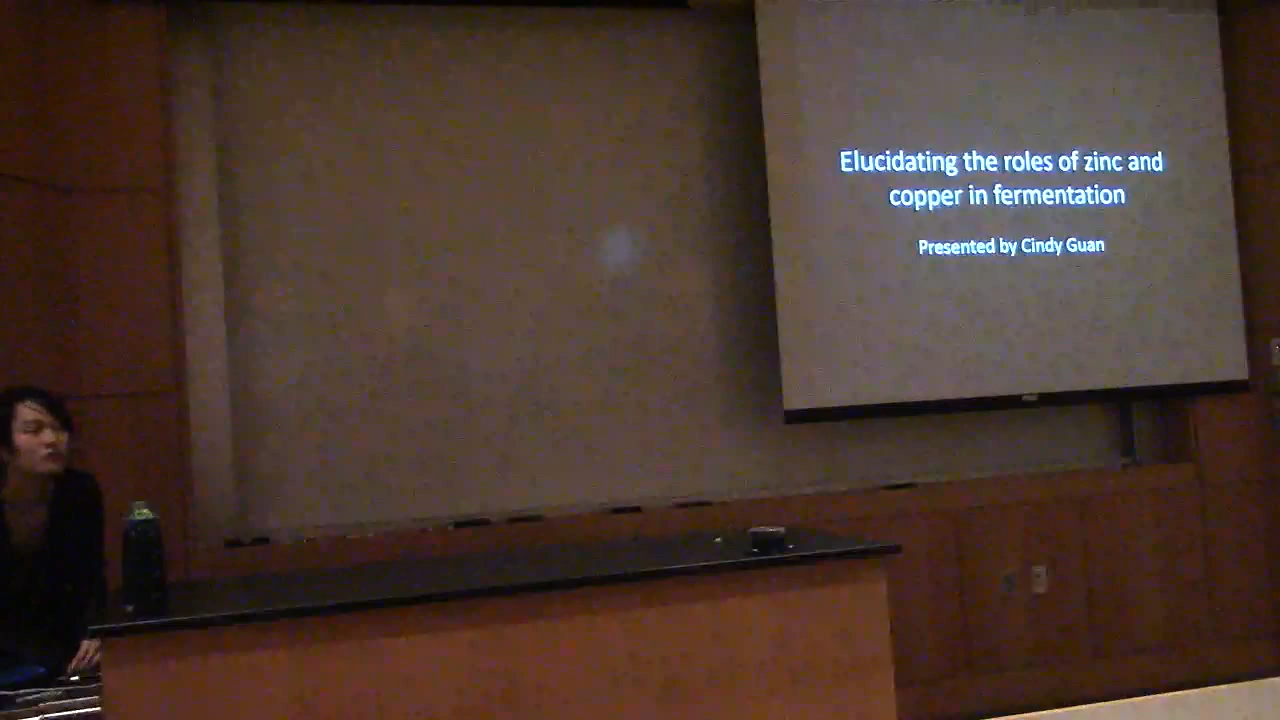 Elucidating the roles of zinc and
copper in fermentation
Presented by Cindy Guan